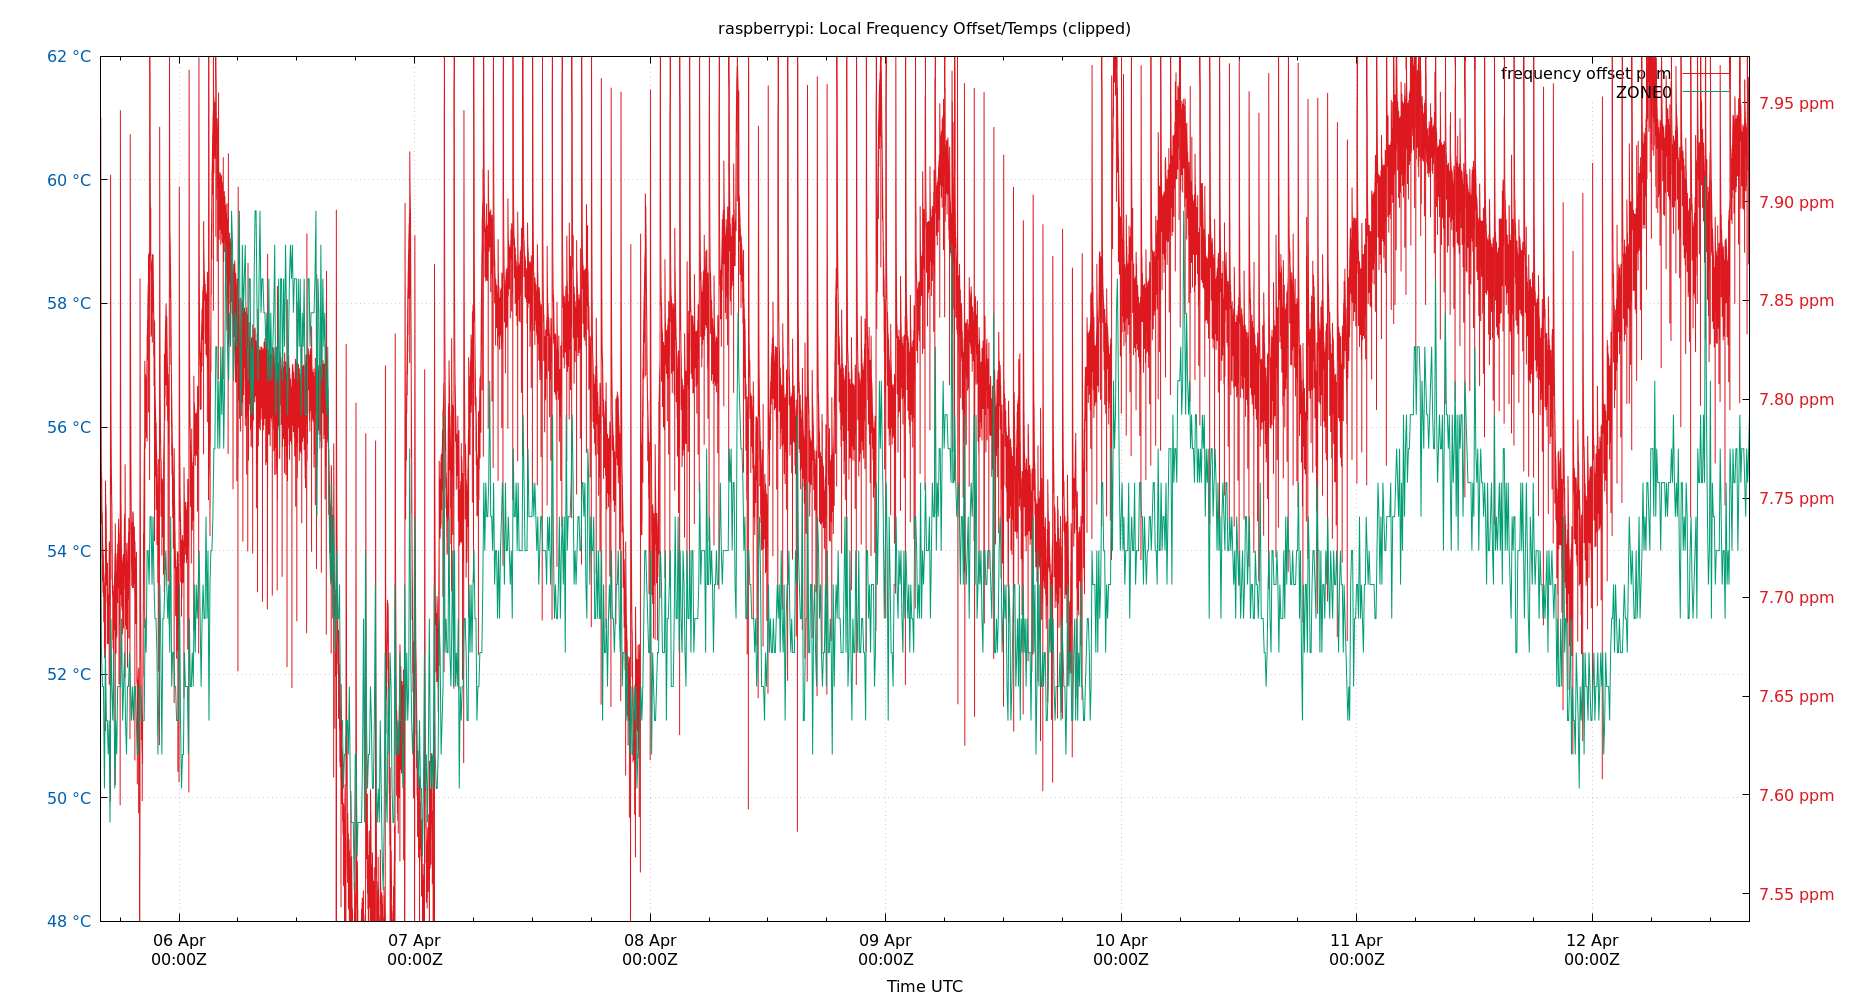 raspberrypi: Local Frequency Offset/Temps (clipped)
62 °C
60 °C
58 °C
56 °C
54 °C
52 °C
50 °C
48 °C
frequency offset ppm
ZONE0
7.95 ppm
7.90 ppm
7.85 ppm
7.80 ppm
7.75 ppm
7.70 ppm
7.65 ppm
7.60 ppm
7.55 ppm
06 Apr 07 Apr 08 Apr 09 Apr 10 Apr 11 Apr 12 Apr
00:00Z 00:00Z 00:00Z 00:00Z 00:00Z 00:00Z 00:00Z
Time UTC